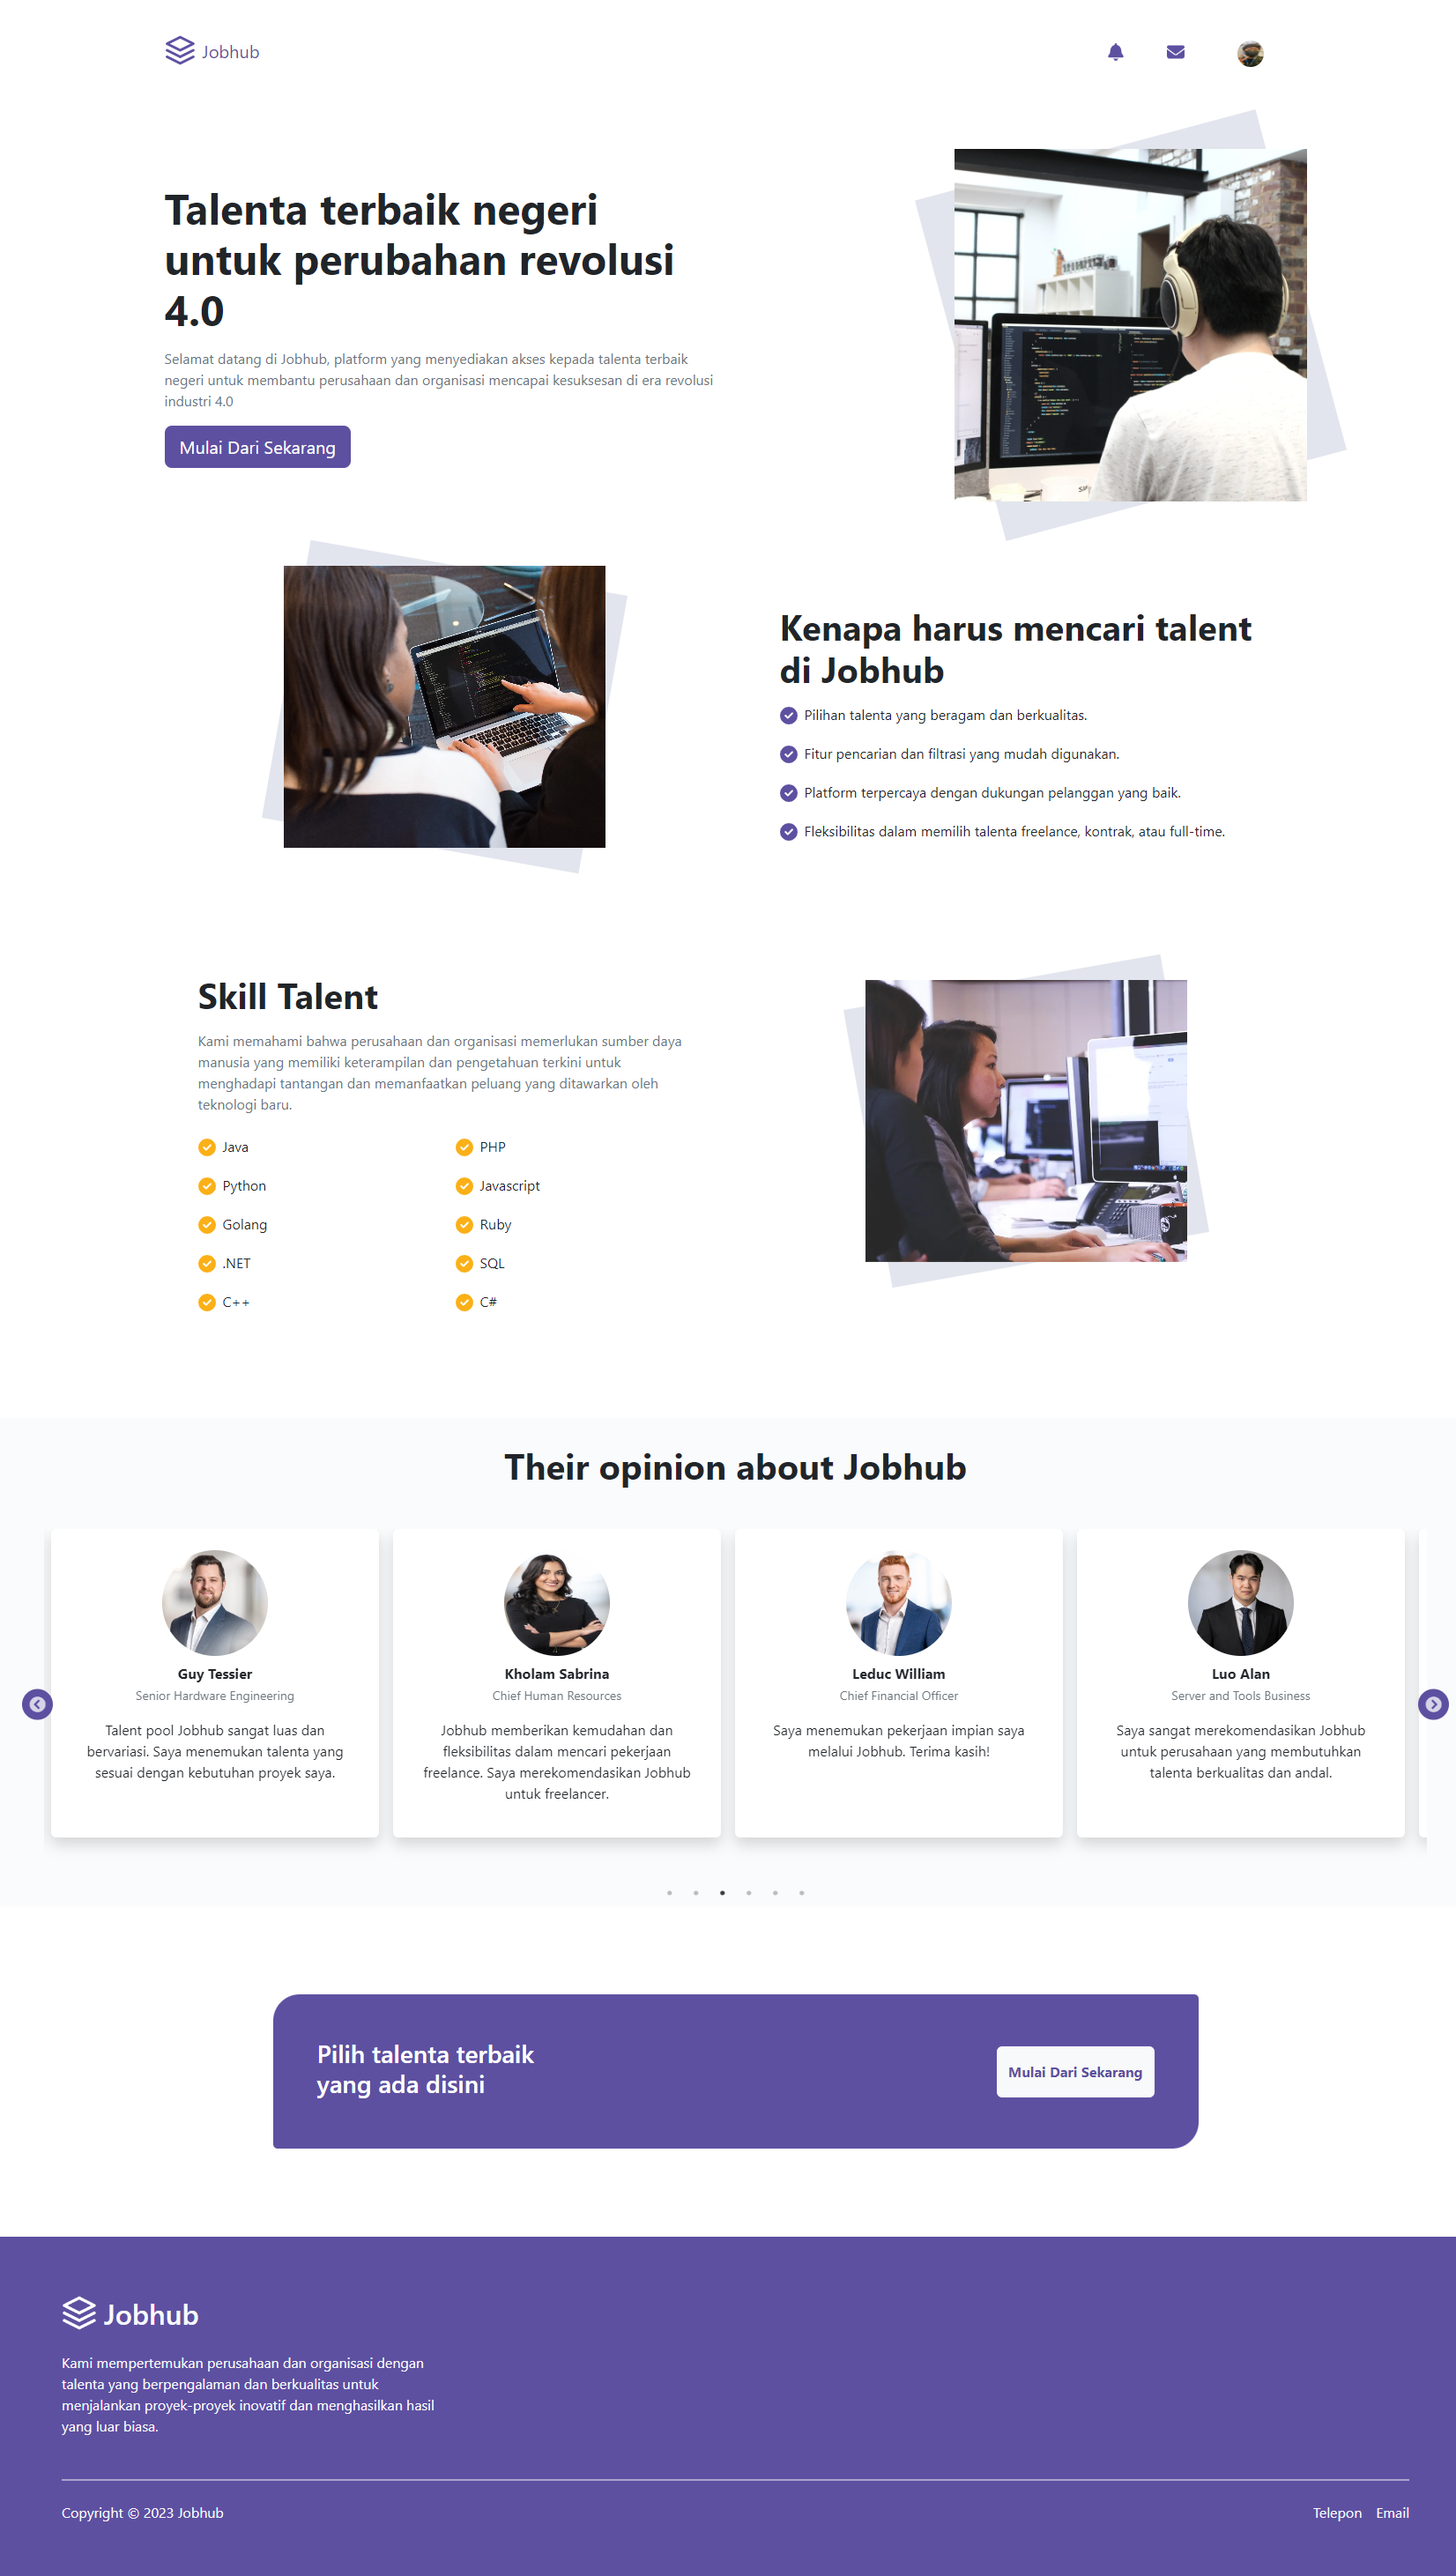 Jobhub
Talenta terbaik negeri
untuk perubahan revolusi
4.0
Selamat datang di Jobhub, platform yang menyediakan akses kepada talenta terbaik
negeri untuk membantu perusahaan dan organisasi mencapai kesuksesan di era revolusi
industri 4.0
Mulai Dari Sekarang
Kenapa harus mencari talent
di Jobhub
Pilihan talenta yang beragam dan berkualitas.
Fitur pencarian dan filtrasi yang mudah digunakan.
Platform terpercaya dengan dukungan pelanggan yang baik.
Fleksibilitas dalam memilih talenta freelance, kontrak, atau full-time.
Skill Talent
Kami memahami bahwa perusahaan dan organisasi memerlukan sumber daya
manusia yang memiliki keterampilan dan pengetahuan terkini untuk
menghadapi tantangan dan memanfaatkan peluang yang ditawarkan oleh
teknologi baru.
Java
PHP
Python
Javascript
Golang
Ruby
.NET
SQL
C++
C#
Their opinion about Jobhub
Guy Tessier
Senior Hardware Engineering
Talent pool Jobhub sangat luas dan
bervariasi. Saya menemukan talenta yang
sesuai dengan kebutuhan proyek saya.
Kholam Sabrina
Chief Human Resources
Jobhub memberikan kemudahan dan
fleksibilitas dalam mencari pekerjaan
freelance. Saya merekomendasikan Jobhub
untuk freelancer.
Leduc William
Chief Financial Officer
Saya menemukan pekerjaan impian saya
melalui Jobhub. Terima kasih!
Luo Alan
Server and Tools Business
Saya sangat merekomendasikan Jobhub
untuk perusahaan yang membutuhkan
talenta berkualitas dan andal.
Pilih talenta terbaik
yang ada disini
Mulai Dari Sekarang
Jobhub
Kami mempertemukan perusahaan dan organisasi dengan
talenta yang berpengalaman dan berkualitas untuk
menjalankan proyek-proyek inovatif dan menghasilkan hasil
yang luar biasa.
Copyright © 2023 Jobhub
Telepon
Email